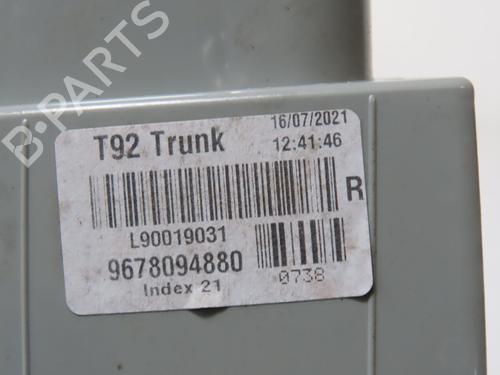 B-PARTS
T92 Trunk
16/07/2021
12:41:46
R
L90019031
9678094880
Index 21
0738